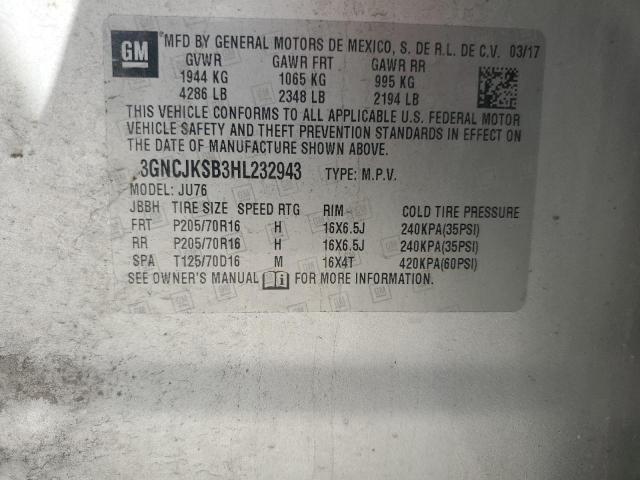 GM
MFD BY GENERAL MOTORS DE MEXICO, S. DE R.L. DE C.V. 03/17
GVWR GAWR FRT GAWR RR
1944 KG 1065 KG 995 KG
4286 LB 2348 LB 2194 LB
THIS VEHICLE CONFORMS TO ALL APPLICABLE U.S. FEDERAL MOTOR
VEHICLE SAFETY AND THEFT PREVENTION STANDARDS IN EFFECT ON
THE DATE OF MANUFACTURE SHOWN ABOVE.
3GNCJKSB3HL232943 TYPE: M.P.V.
MODEL: JU76
JBBH TIRE SIZE SPEED RTG RIM COLD TIRE PRESSURE
FRT P205/70R16 H 16X6.5J 240KPA(35PSI)
RR P205/70R16 H 16X6.5J 240KPA(35PSI)
SPA T125/70D16 M 16X4T 420KPA(60PSI)
SEE OWNER'S MANUAL FOR MORE INFORMATION.